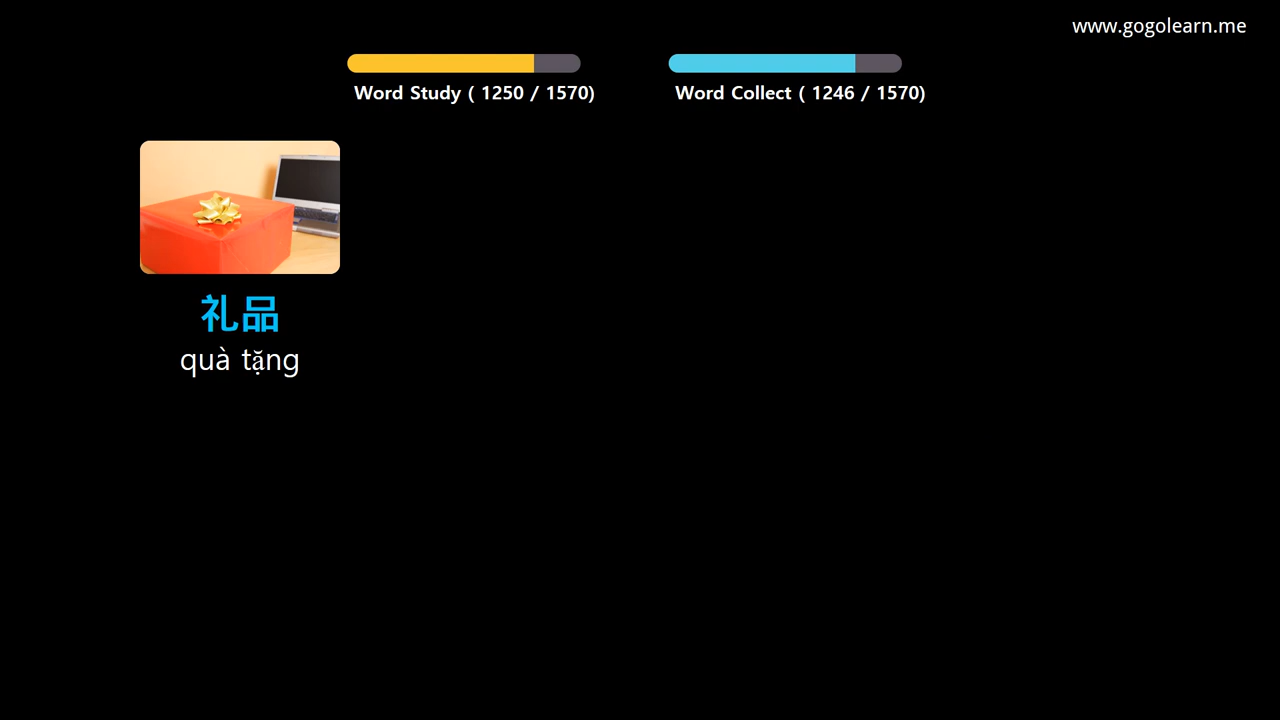 www.gogolearn.me
Word Study ( 1250 / 1570)
Word Collect ( 1246 / 1570)
礼品
quà tặng